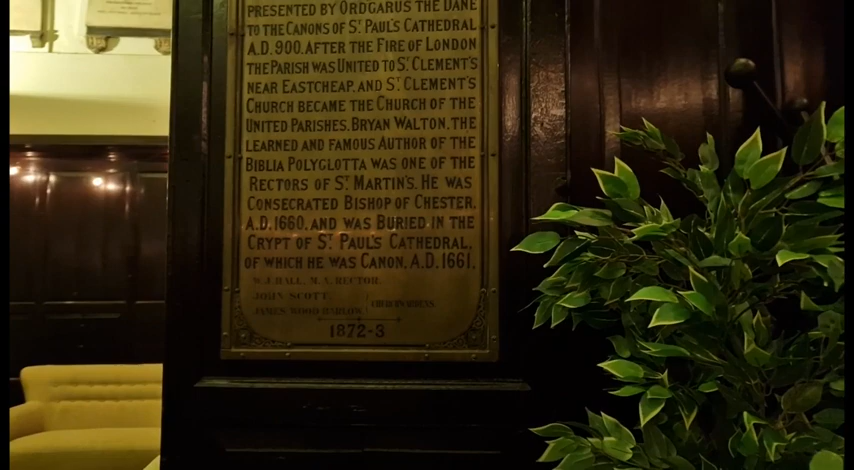 PRESENTED BY ORDGARUS THE DANE
TO THE CANONS OF ST. PAUL'S CATHEDRAL
A.D. 900. AFTER THE FIRE OF LONDON
THE PARISH WAS UNITED TO ST. CLEMENT'S
NEAR EASTCHEAP. AND ST. CLEMENT'S
CHURCH BECAME THE CHURCH OF THE
UNITED PARISHES. BRYAN WALTON. THE
LEARNED AND FAMOUS AUTHOR OF THE
BIBLIA POLYGLOTTA WAS ONE OF THE
RECTORS OF ST. MARTIN'S. HE WAS
CONSECRATED BISHOP OF CHESTER.
A.D. 1660. AND WAS BURIED IN THE
CRYPT OF ST. PAUL'S CATHEDRAL.
OF WHICH HE WAS CANON. A.D. 1661.
W. J. HALL, M. A. RECTOR.
JOHN SCOTT.
JAMES WOOD BARLOW. CHURCHWARDENS
1872-3